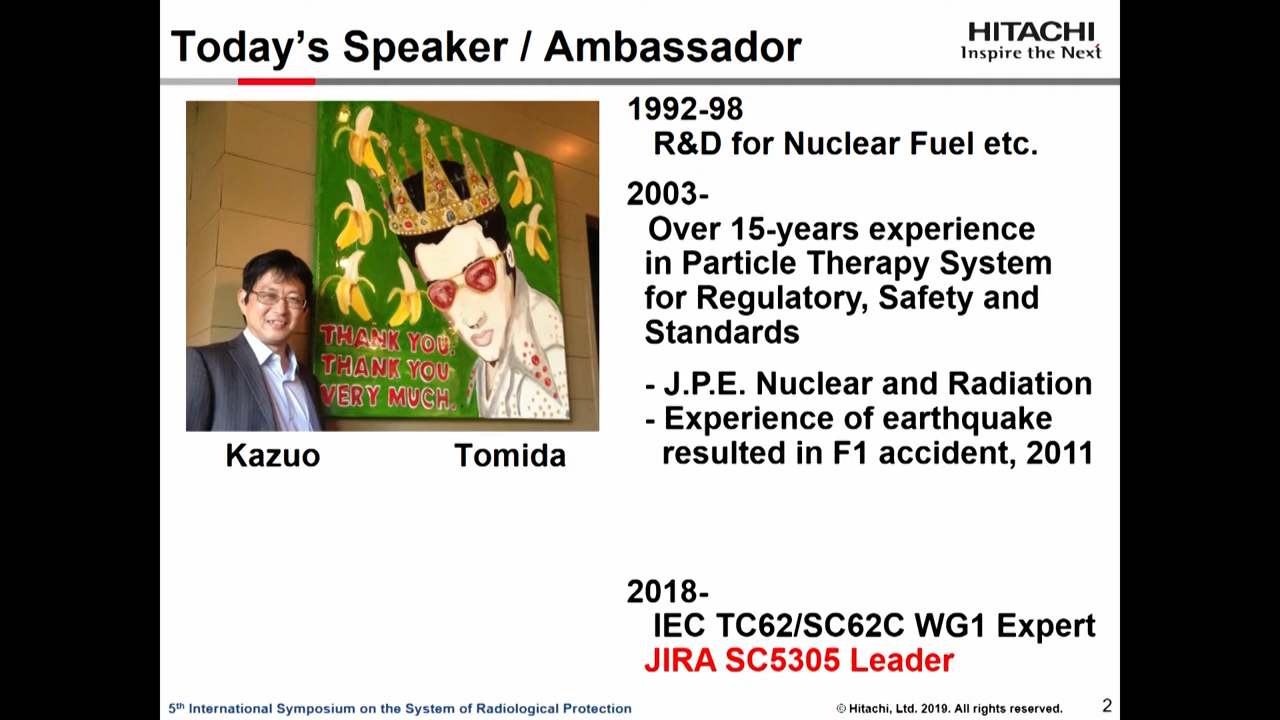 Today's Speaker / Ambassador
HITACHI
Inspire the Next
THANK YOU.
THANK YOU
VERY MUCH.
Kazuo Tomida
1992-98
R&D for Nuclear Fuel etc.
2003-
Over 15-years experience
in Particle Therapy System
for Regulatory, Safety and
Standards
- J.P.E. Nuclear and Radiation
- Experience of earthquake
resulted in F1 accident, 2011
2018-
IEC TC62/SC62C WG1 Expert
JIRA SC5305 Leader
5th International Symposium on the System of Radiological Protection
© Hitachi, Ltd. 2019. All rights reserved.
2